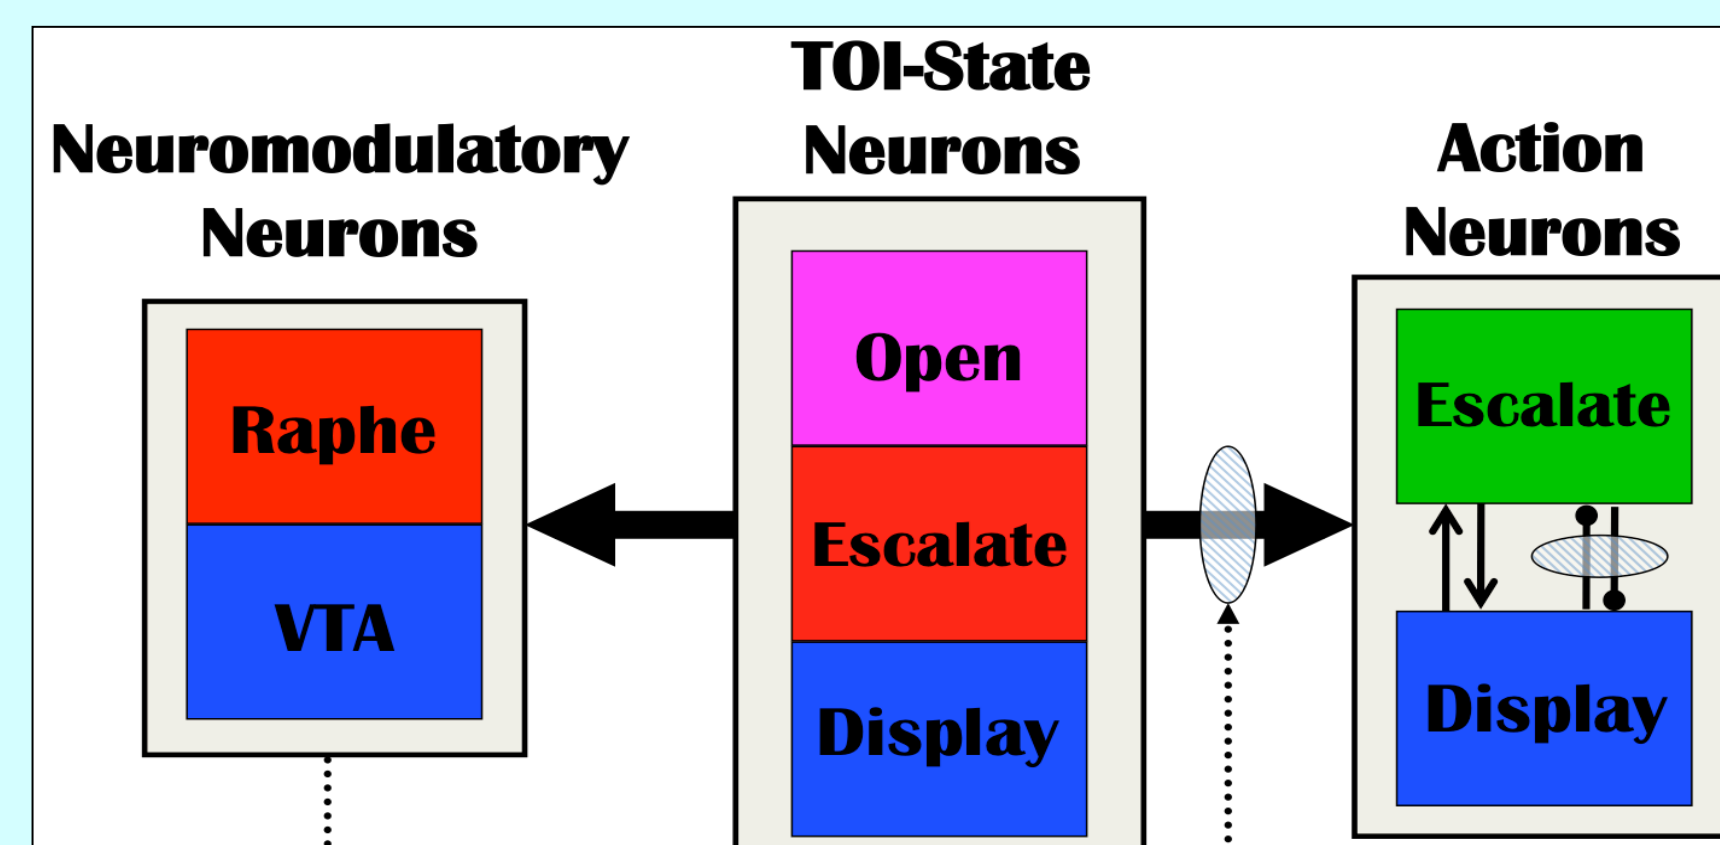 Neuromodulatory
Neurons
Raphe
VTA
TOI-State
Neurons
Open
Escalate
Display
Action
Neurons
Escalate
Display